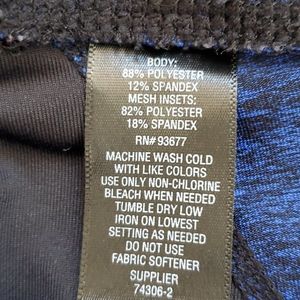 BODY:
88% POLYESTER
12% SPANDEX
MESH INSETS:
82% POLYESTER
18% SPANDEX
RN# 93677
MACHINE WASH COLD
WITH LIKE COLORS
USE ONLY NON-CHLORINE
BLEACH WHEN NEEDED
TUMBLE DRY LOW
IRON ON LOWEST
SETTING AS NEEDED
DO NOT USE
FABRIC SOFTENER
SUPPLIER
74306-2